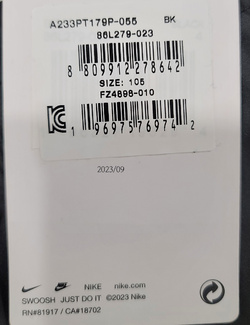 A233PT179P-055 BK
86L279-023
8 809912 278642
SIZE: 105
FZ4898-010
1 96975 76974 2
2023/09
NIKE nike.com
SWOOSH JUST DO IT ©2023 Nike
RN#81917 / CA#18702